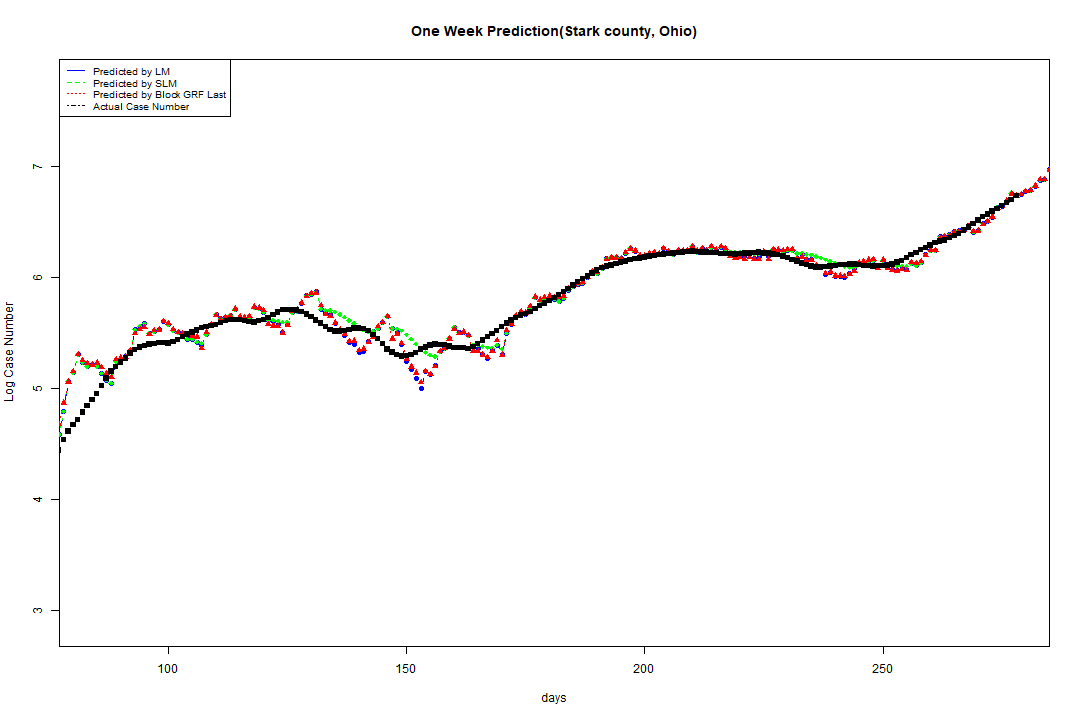 One Week Prediction(Stark county, Ohio)
Predicted by LM
Predicted by SLM
Predicted by Block GRF Last
Actual Case Number
Log Case Number
7
6
5
4
3
100 150 200 250
days